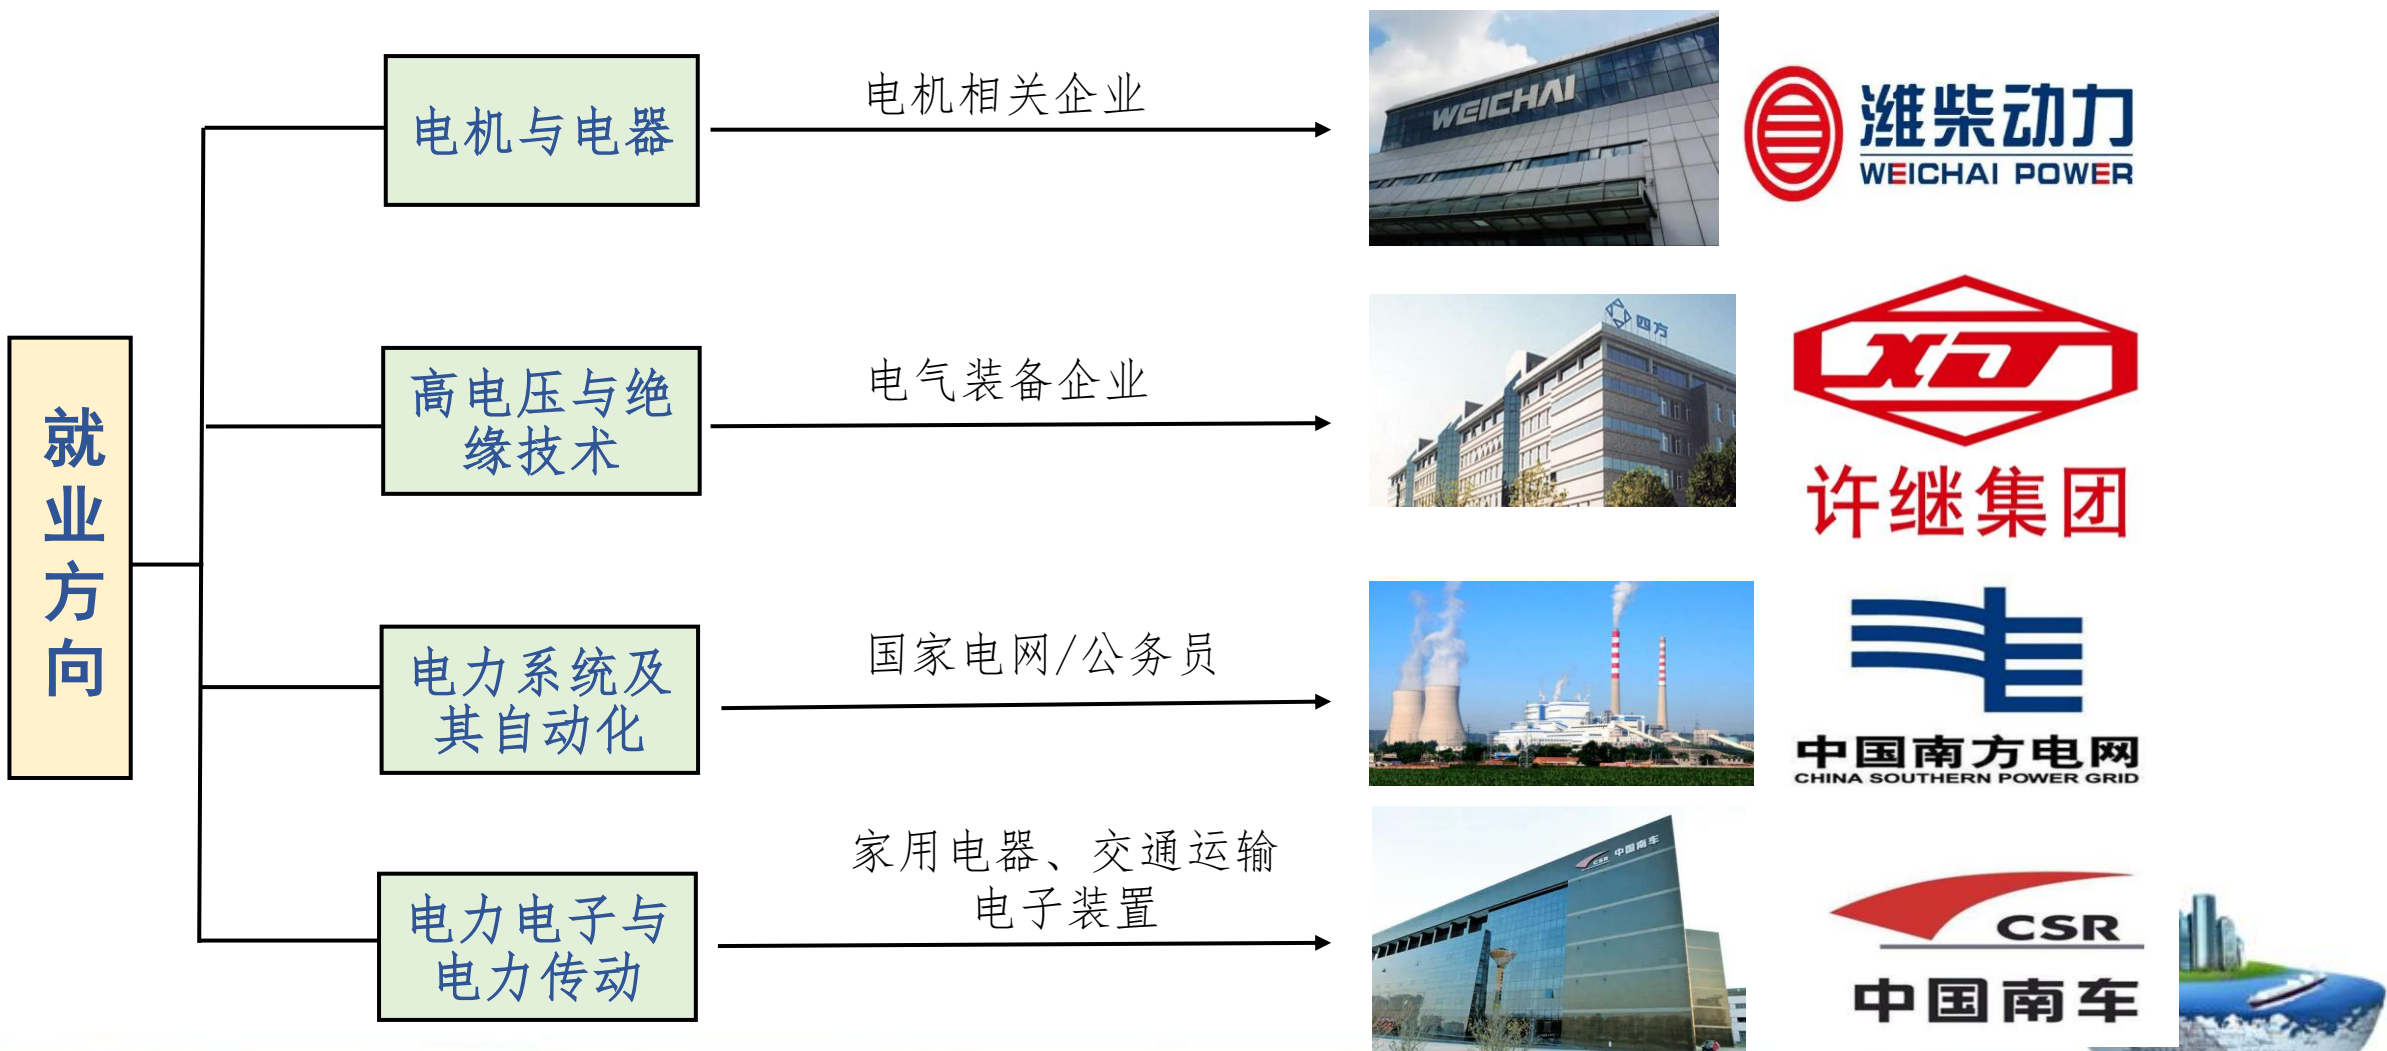 就
业
方
向
电机与电器
电机相关企业
WEICHAI
潍柴动力
WEICHAI POWER
高电压与绝
缘技术
电气装备企业
四方
XJ
许继集团
电力系统及
其自动化
国家电网/公务员
中国南方电网
CHINA SOUTHERN POWER GRID
电力电子与
电力传动
家用电器、交通运输
电子装置
CSR 中国南车
CSR
中国南车